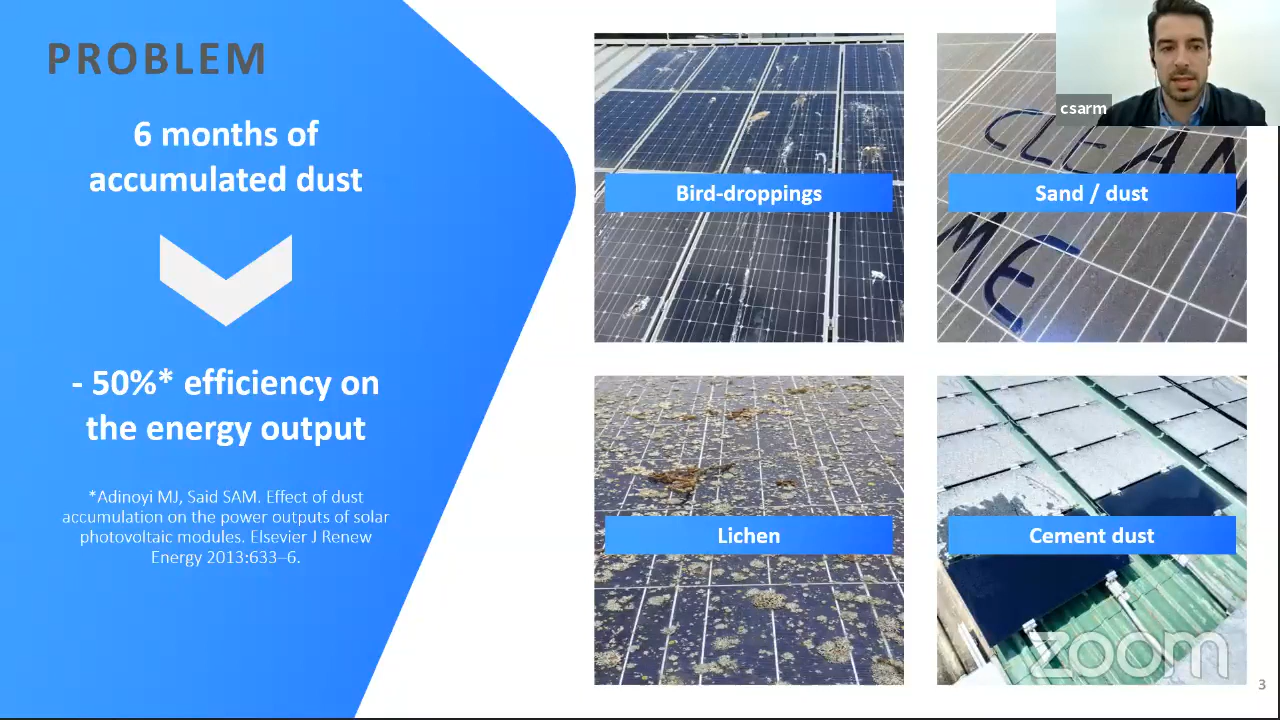 PROBLEM
6 months of
accumulated dust
- 50%* efficiency on
the energy output
*Adinoyi MJ, Said SAM. Effect of dust
accumulation on the power outputs of solar
photovoltaic modules. Elsevier J Renew
Energy 2013:633–6.
Bird-droppings
csarm
CLEAN
Sand / dust
ME
Lichen
Cement dust
zoom
3